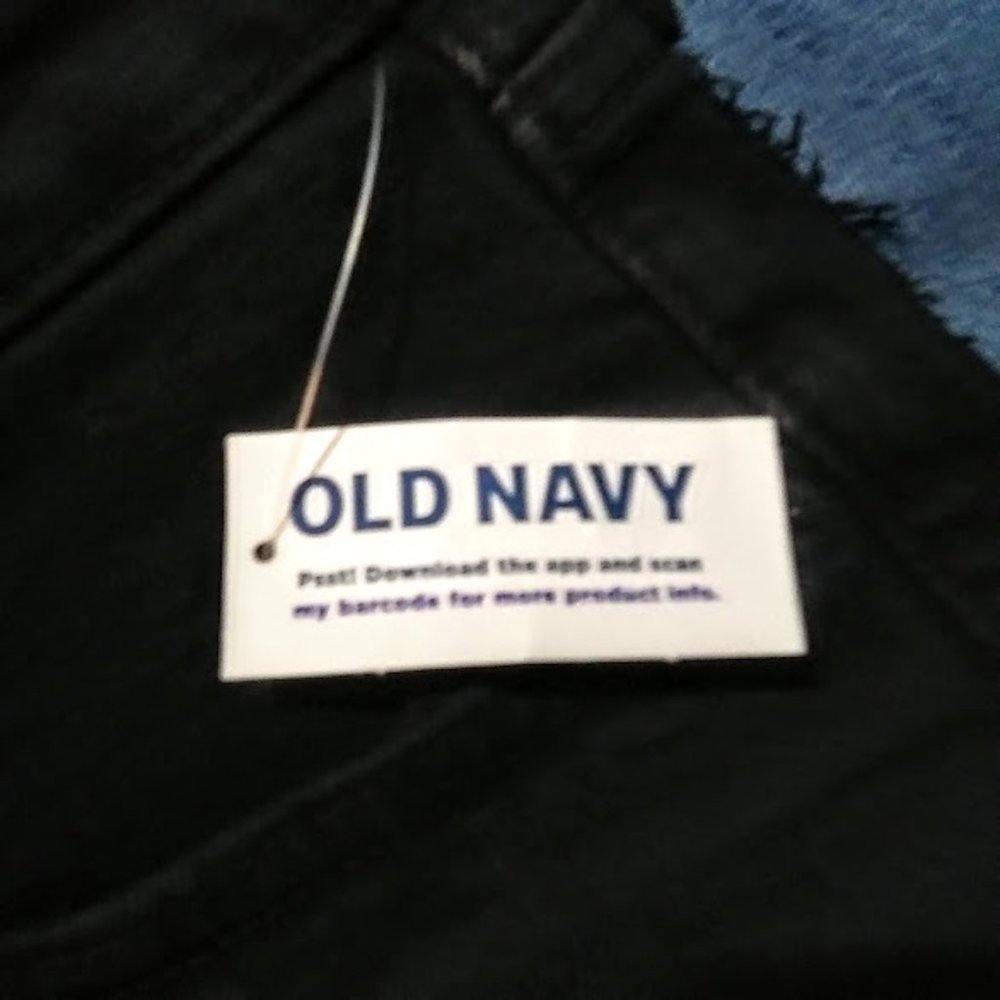 OLD NAVY
Psst! Download the app and scan
my barcode for more product info.